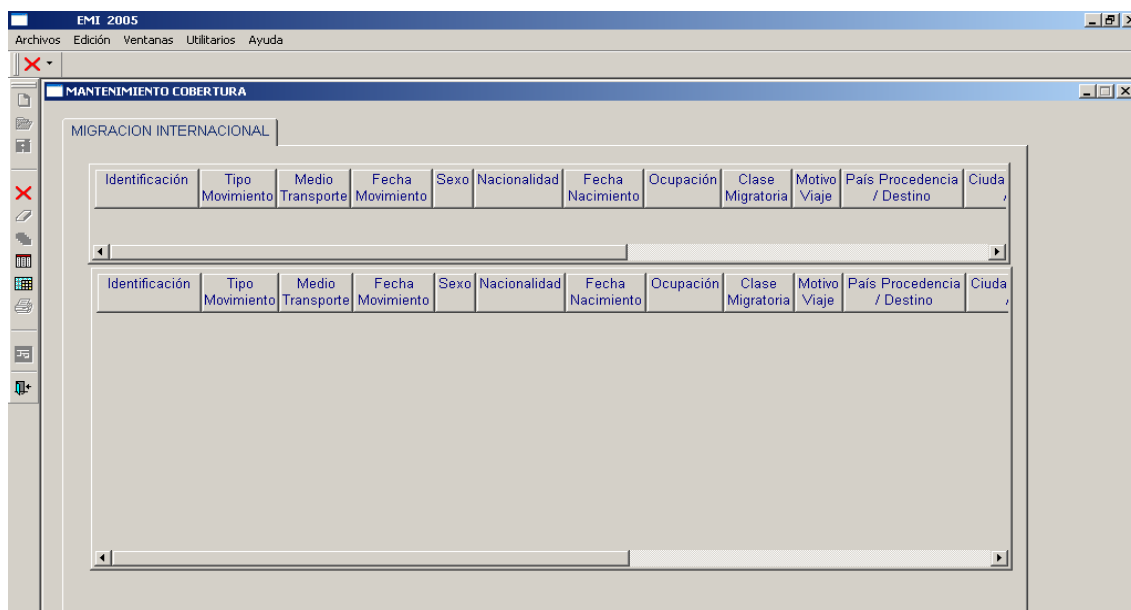 EMI 2005
Archivos Edición Ventanas Utilitarios Ayuda
MANTENIMIENTO COBERTURA
MIGRACION INTERNACIONAL
Identificación Tipo Medio Fecha Sexo Nacionalidad Fecha Ocupación Clase Motivo País Procedencia Ciuda
Movimiento Transporte Movimiento Nacimiento Migratoria Viaje / Destino /
Identificación Tipo Medio Fecha Sexo Nacionalidad Fecha Ocupación Clase Motivo País Procedencia Ciuda
Movimiento Transporte Movimiento Nacimiento Migratoria Viaje / Destino /